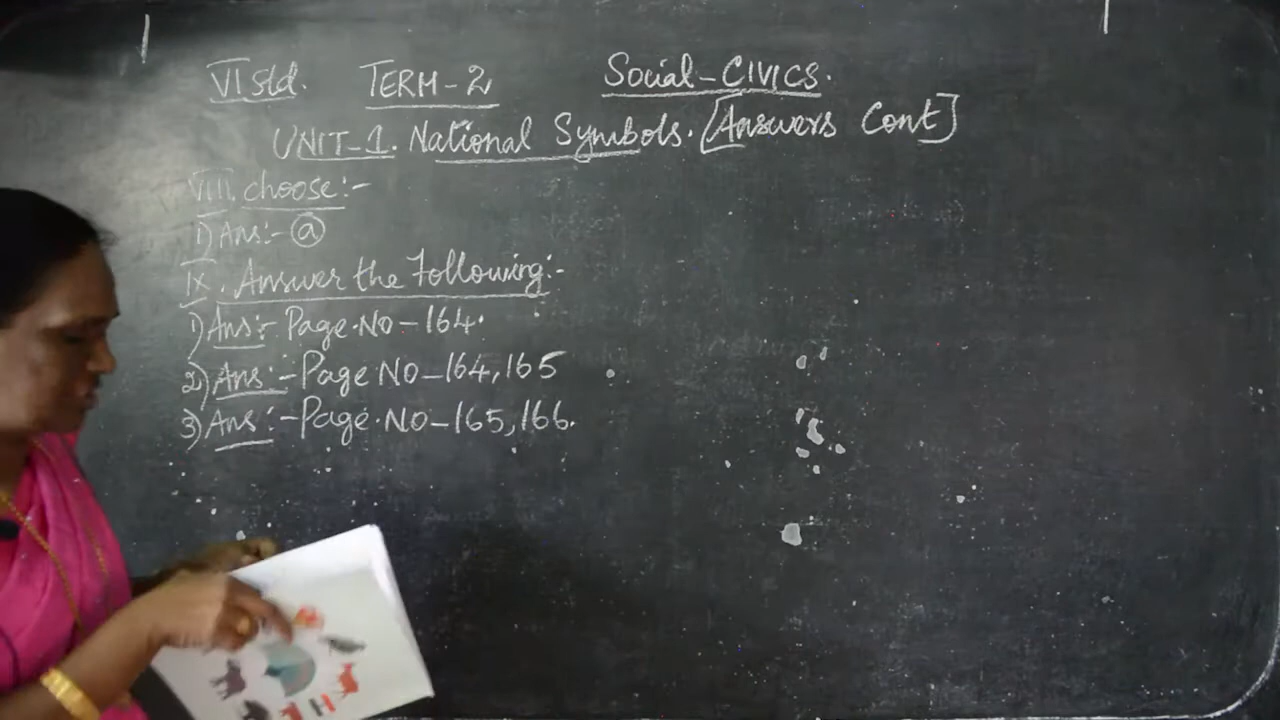 VI std. TERM-2 Social-CIVICS.
UNIT-1. National Symbols. [Answers Cont]
VIII. choose:-
1) Ans:- ⓐ
IX. Answer the Following:-
1) Ans:- Page.No-164.
2) Ans:- Page No-164,165
3) Ans:- Page.No-165,166.